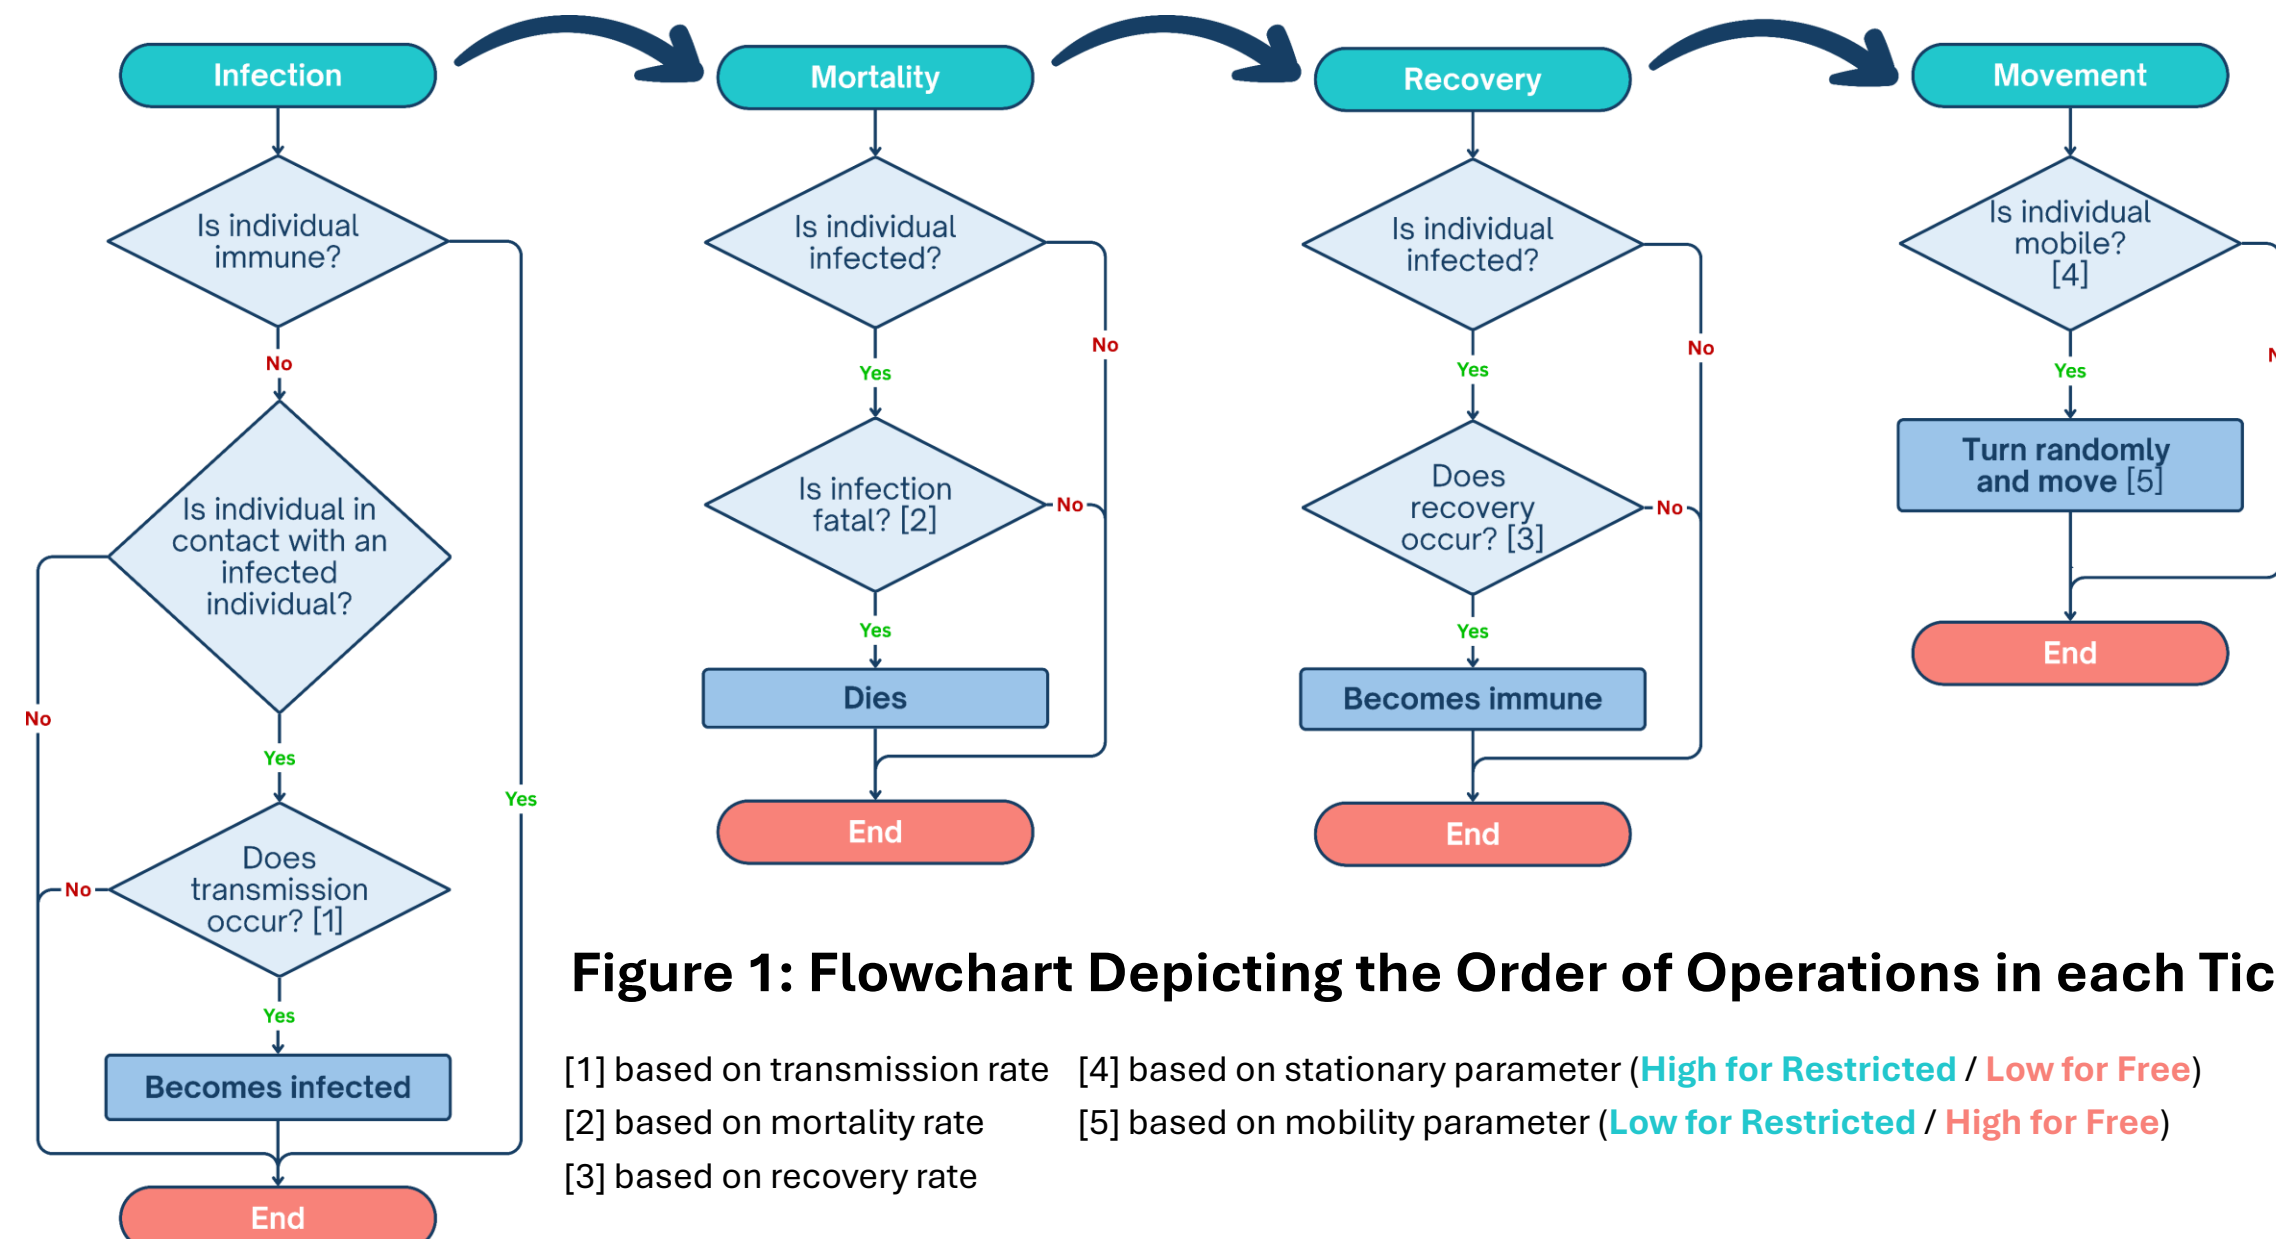 Infection
Is individual
immune?
No
Yes
Is individual in
contact with an
infected
individual?
No
Yes
Does
transmission
occur? [1]
No
Yes
Becomes infected
End
Mortality
Is individual
infected?
No
Yes
Is infection
fatal? [2]
No
Yes
Dies
End
Recovery
Is individual
infected?
No
Yes
Does
recovery
occur? [3]
No
Yes
Becomes immune
End
Movement
Is individual
mobile?
[4]
Yes
Turn randomly
and move [5]
End
Figure 1: Flowchart Depicting the Order of Operations in each Tic
[1] based on transmission rate
[2] based on mortality rate
[3] based on recovery rate
[4] based on stationary parameter (High for Restricted / Low for Free)
[5] based on mobility parameter (Low for Restricted / High for Free)